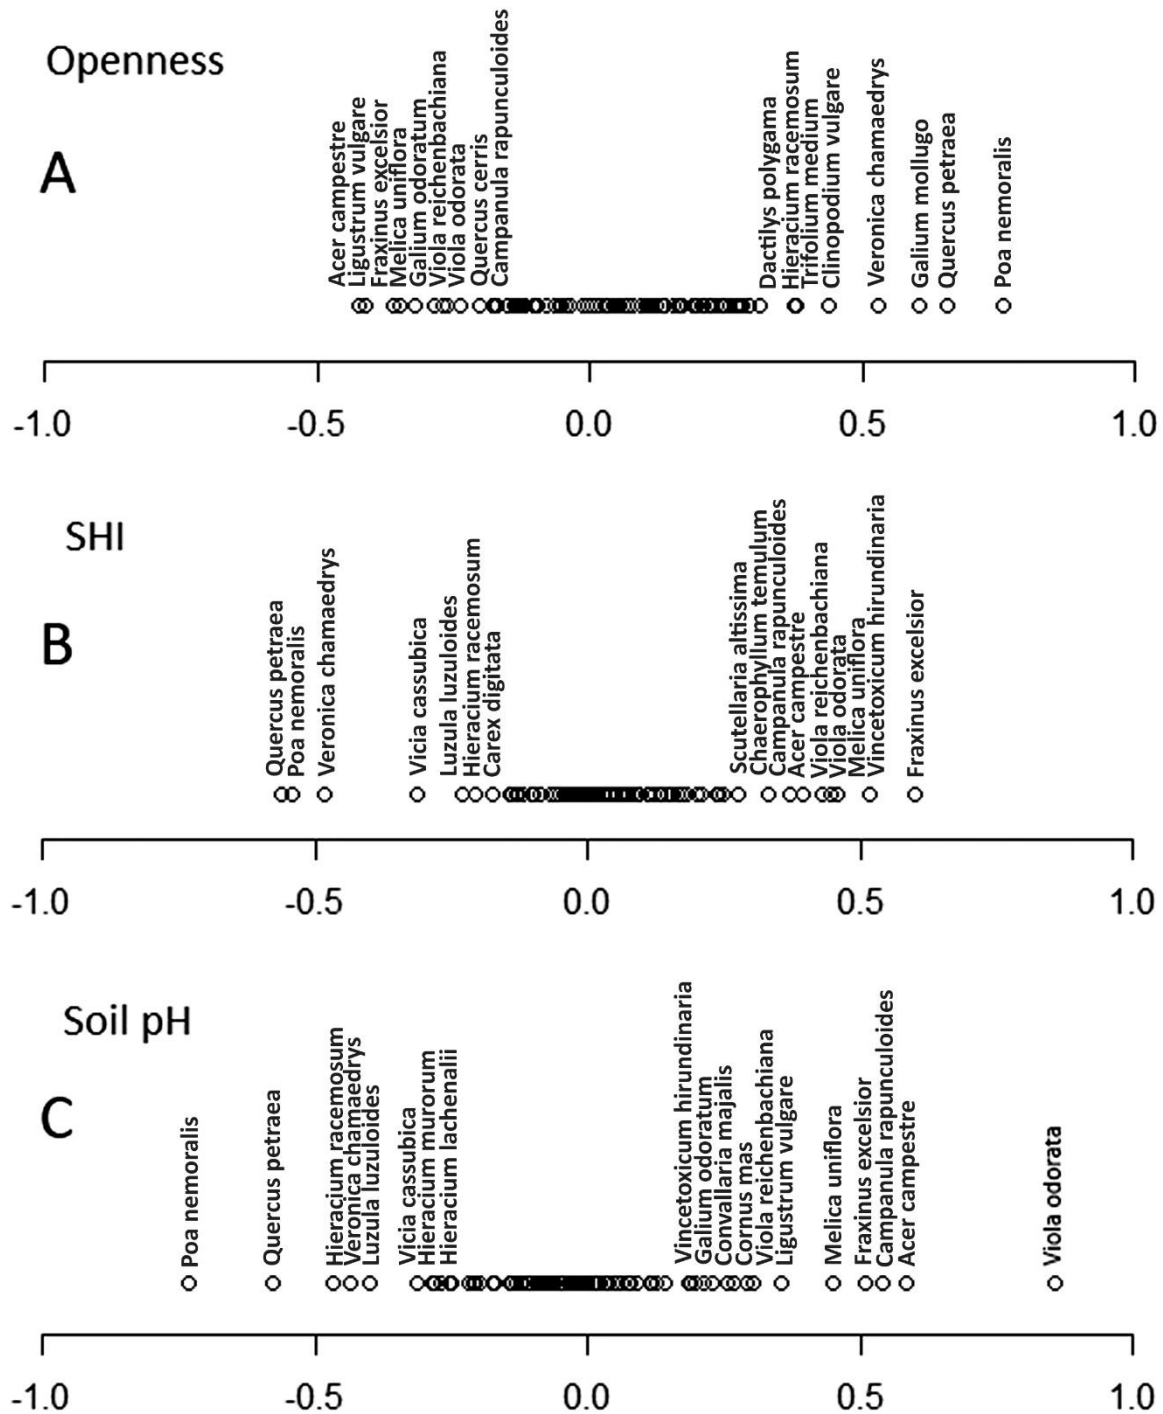 Openness
A
Acer campestre
Ligustrum vulgare
Fraxinus excelsior
Melica uniflora
Galium odoratum
Viola reichenbachiana
Viola odorata
Quercus cerris
Campanula rapunculoides
Dactilys polygama
Hieracium racemosum
Trifolium medium
Clinopodium vulgare
Veronica chamaedrys
Galium mollugo
Quercus petraea
Poa nemoralis
-1.0 -0.5 0.0 0.5 1.0
SHI
B
Quercus petraea
Poa nemoralis
Veronica chamaedrys
Vicia cassubica
Luzula luzuloides
Hieracium racemosum
Carex digitata
Scutellaria altissima
Chaerophyllum temulum
Campanula rapunculoides
Acer campestre
Viola reichenbachiana
Viola odorata
Melica uniflora
Vincetoxicum hirundinaria
Fraxinus excelsior
-1.0 -0.5 0.0 0.5 1.0
Soil pH
C
Poa nemoralis
Quercus petraea
Hieracium racemosum
Veronica chamaedrys
Luzula luzuloides
Vicia cassubica
Hieracium murorum
Hieracium lachenalii
Vincetoxicum hirundinaria
Galium odoratum
Convallaria majalis
Cornus mas
Viola reichenbachiana
Ligustrum vulgare
Melica uniflora
Fraxinus excelsior
Campanula rapunculoides
Acer campestre
Viola odorata
-1.0 -0.5 0.0 0.5 1.0